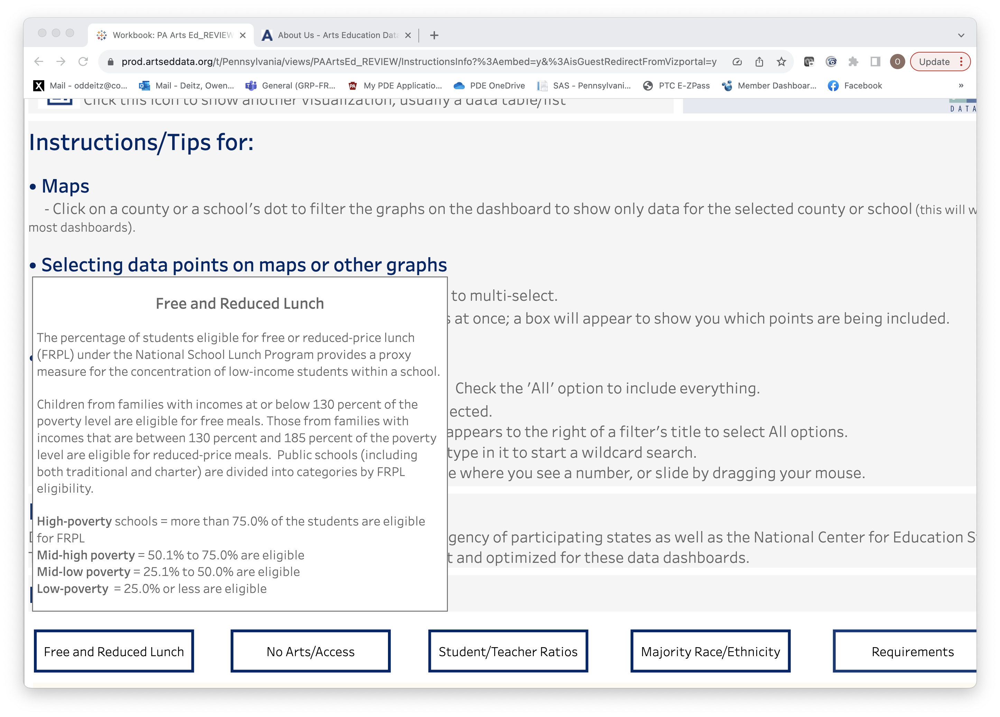 Workbook: PA Arts Ed_REVIEW
About Us - Arts Education Data
prod.artseddata.org/t/Pennsylvania/views/PAArtsEd_REVIEW/InstructionsInfo?%3Aembed=y&%3AisGuestRedirectFromVizportal=y
O
Update
Mail - oddeitz@co...
Mail - Deitz, Owen...
General (GRP-FR...
My PDE Applicatio...
PDE OneDrive
SAS - Pennsylvani...
PTC E-ZPass
Member Dashboar...
Facebook
»
Click this icon to show another visualization, usually a data table/list
DATA
Instructions/Tips for:
• Maps
- Click on a county or a school's dot to filter the graphs on the dashboard to show only data for the selected county or school (this will w
most dashboards).
• Selecting data points on maps or other graphs
to multi-select.
s at once; a box will appear to show you which points are being included.
Check the 'All' option to include everything.
ected.
appears to the right of a filter's title to select All options.
type in it to start a wildcard search.
e where you see a number, or slide by dragging your mouse.
gency of participating states as well as the National Center for Education S
t and optimized for these data dashboards.
Free and Reduced Lunch
The percentage of students eligible for free or reduced-price lunch
(FRPL) under the National School Lunch Program provides a proxy
measure for the concentration of low-income students within a school.
Children from families with incomes at or below 130 percent of the
poverty level are eligible for free meals. Those from families with
incomes that are between 130 percent and 185 percent of the poverty
level are eligible for reduced-price meals.  Public schools (including
both traditional and charter) are divided into categories by FRPL
eligibility.
High-poverty schools = more than 75.0% of the students are eligible
for FRPL
Mid-high poverty = 50.1% to 75.0% are eligible
Mid-low poverty = 25.1% to 50.0% are eligible
Low-poverty  = 25.0% or less are eligible
Free and Reduced Lunch
No Arts/Access
Student/Teacher Ratios
Majority Race/Ethnicity
Requirements